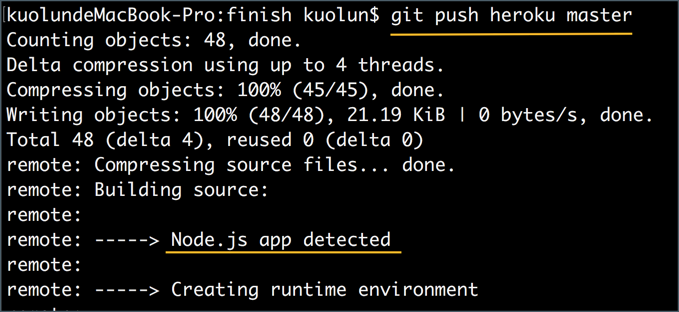 kuolundeMacBook-Pro:finish kuolun$ git push heroku master
Counting objects: 48, done.
Delta compression using up to 4 threads.
Compressing objects: 100% (45/45), done.
Writing objects: 100% (48/48), 21.19 KiB | 0 bytes/s, done.
Total 48 (delta 4), reused 0 (delta 0)
remote: Compressing source files... done.
remote: Building source:
remote:
remote: -----> Node.js app detected
remote:
remote: -----> Creating runtime environment